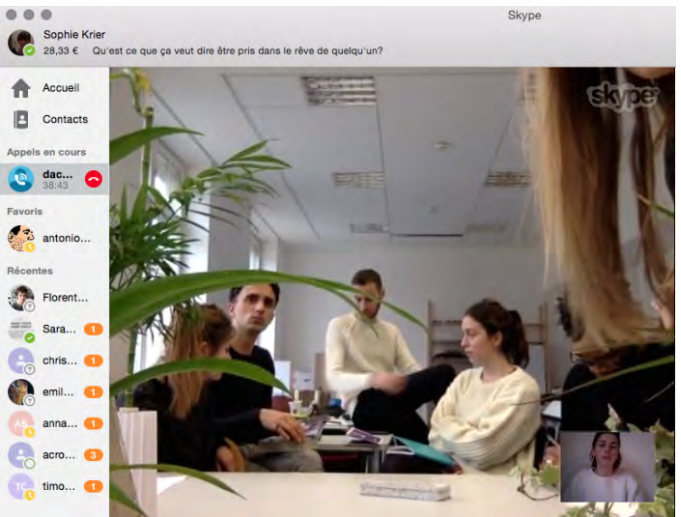 Skype
Sophie Krier
28,33 € Qu'est ce que ça veut dire être pris dans le rêve de quelqu'un?
Accueil
Contacts
Appels en cours
dac...
38:43
Favoris
antonio...
Récentes
Florent...
Sara... 1
chris... 1
emil... 1
anna... 1
acro... 3
TC timo... 1
skype